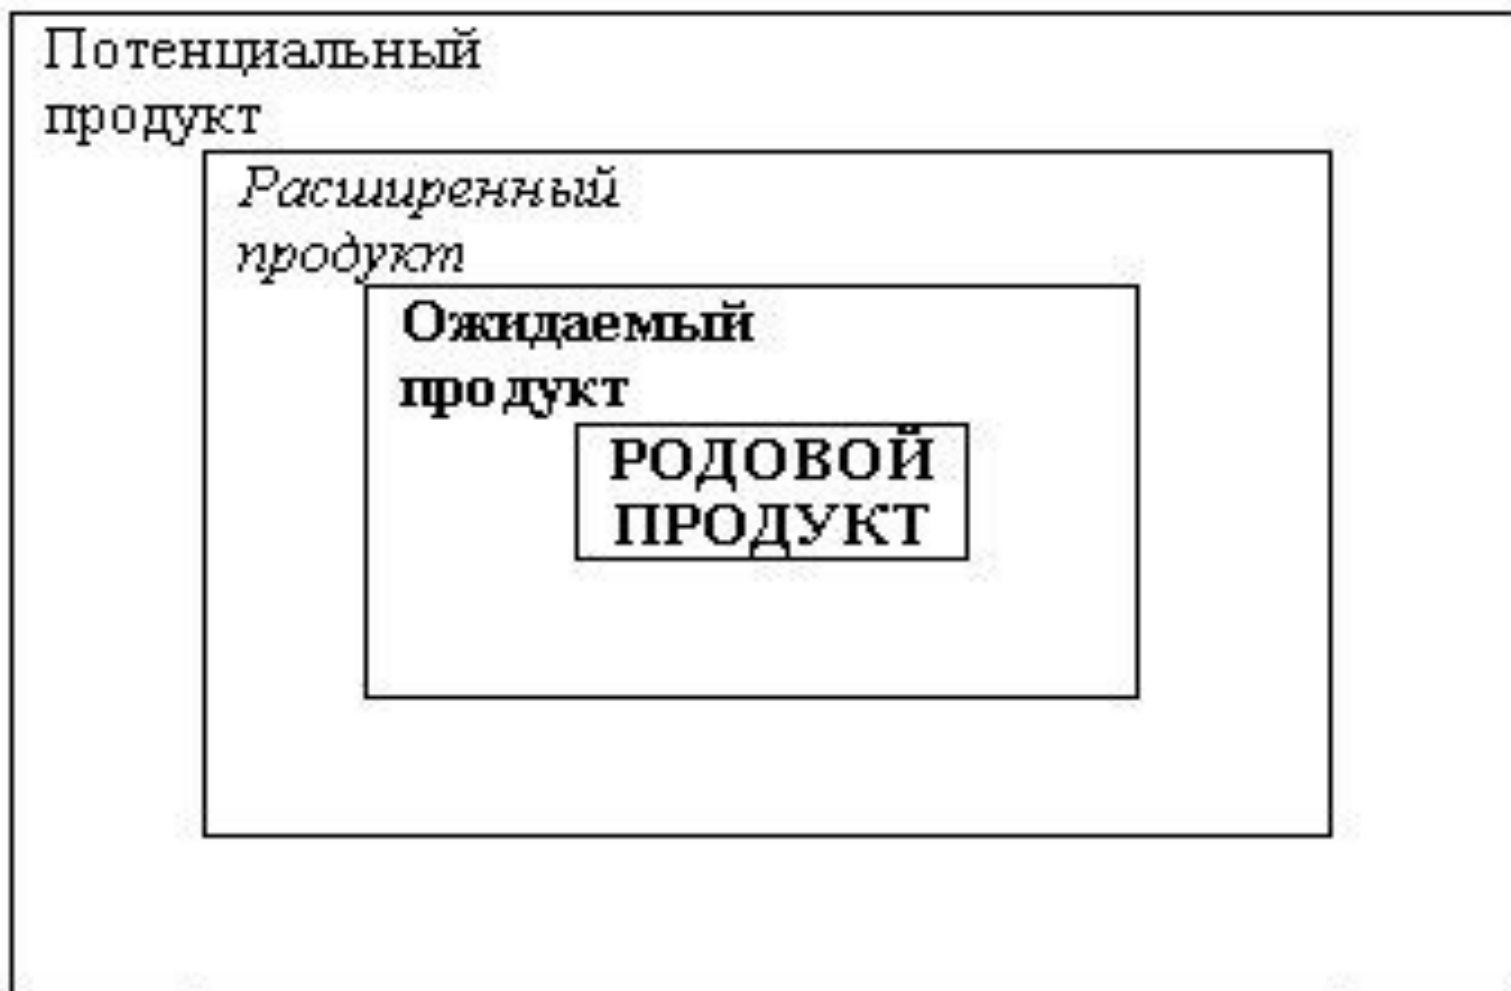 Потенциальный
продукт
Расширенный
продукт
Ожидаемый
продукт
РОДОВОЙ
ПРОДУКТ